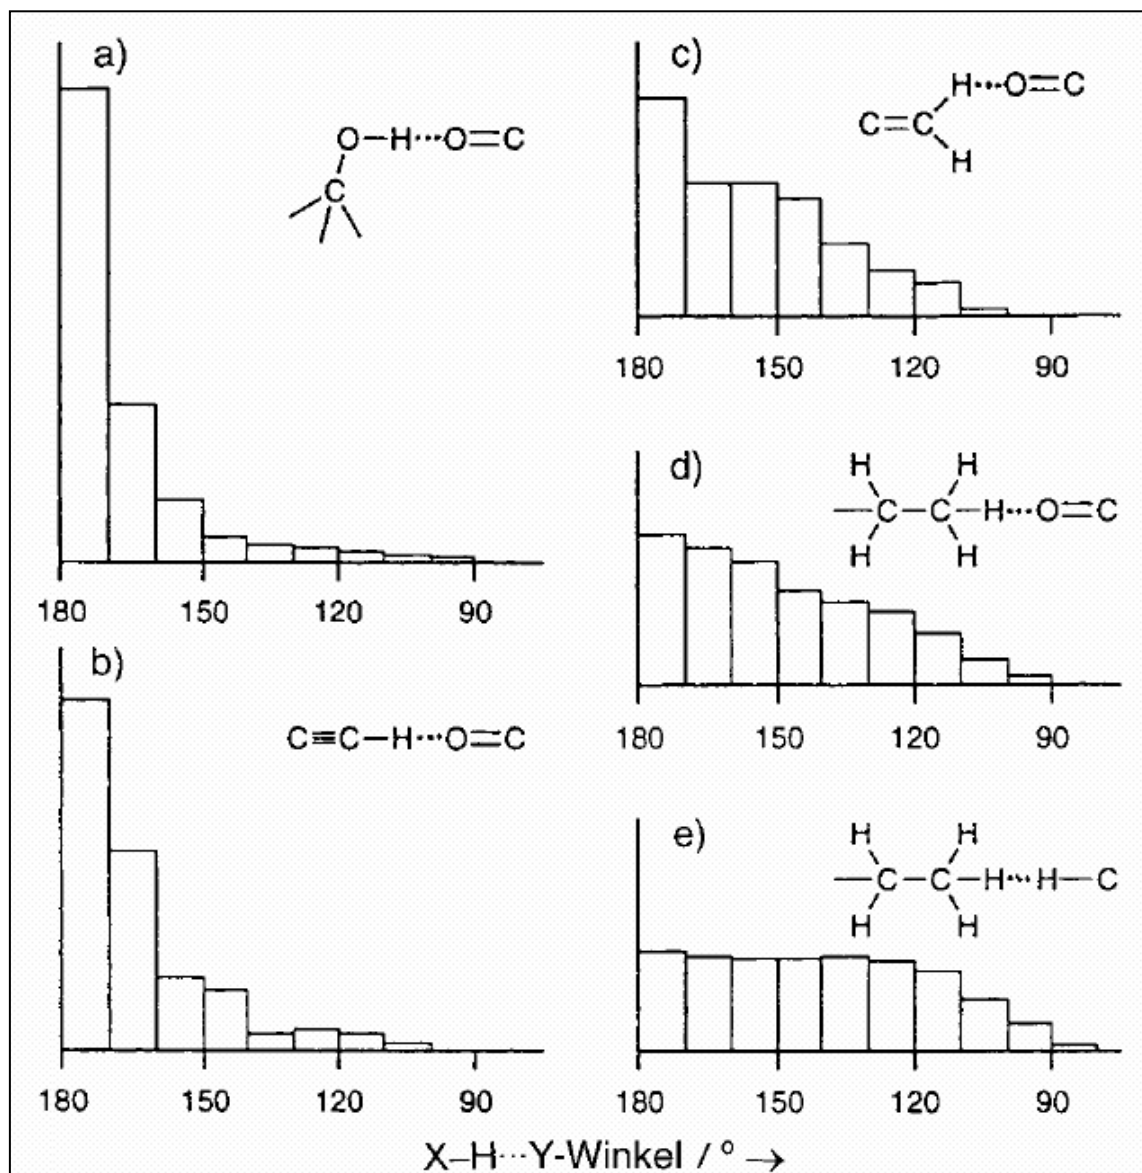 a)
O–H···O=C
C
180 150 120 90
b)
C≡C–H···O=C
180 150 120 90
c)
H···O=C
C=C
H
180 150 120 90
d)
H H
–C–C–H···O=C
H H
180 150 120 90
e)
H H
–C–C–H···H–C
H H
180 150 120 90
X–H···Y-Winkel / ° →